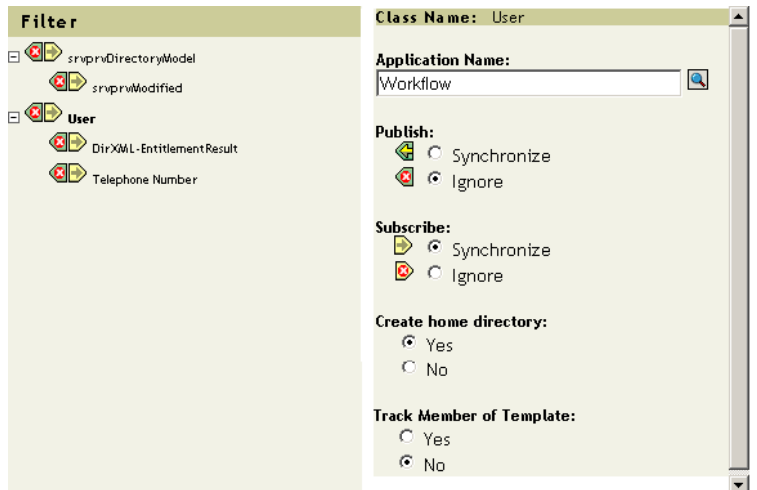 Filter
srvprvDirectoryModel
srvprvModified
User
DirXML-EntitlementResult
Telephone Number
Class Name: User
Application Name:
Workflow
Publish:
Synchronize
Ignore
Subscribe:
Synchronize
Ignore
Create home directory:
Yes
No
Track Member of Template:
Yes
No